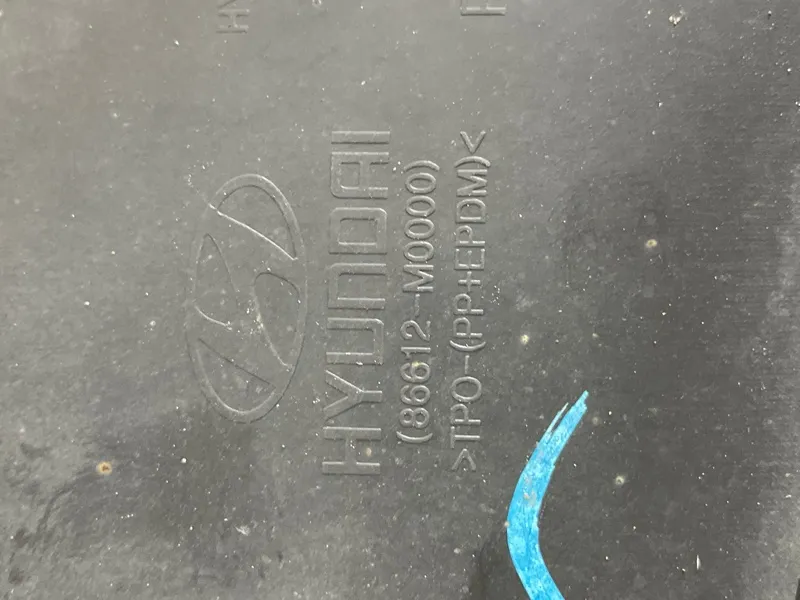 HYUNDAI
(86612-M0000)
>TPO-(PP+EPDM)<